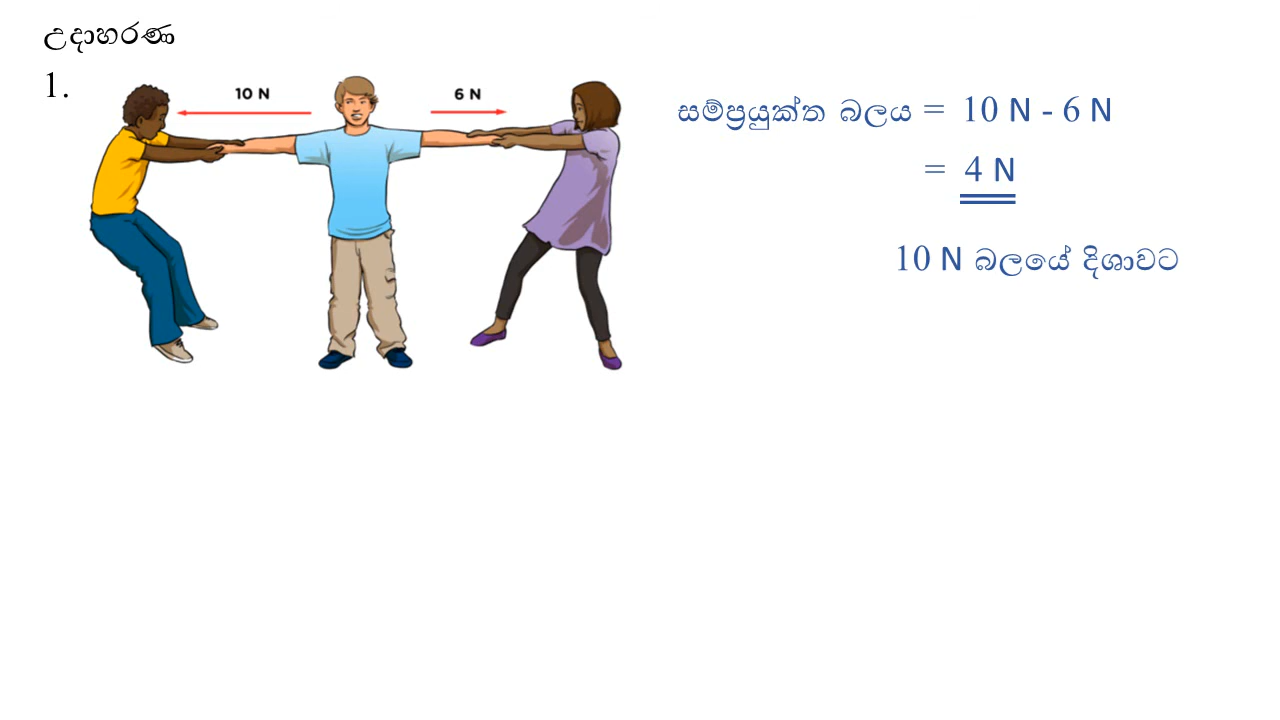 උදාහරණ
1.
10 N
6 N
සම්ප්‍රයුක්ත බලය = 10 N - 6 N
= 4 N
10 N බලයේ දිශාවට